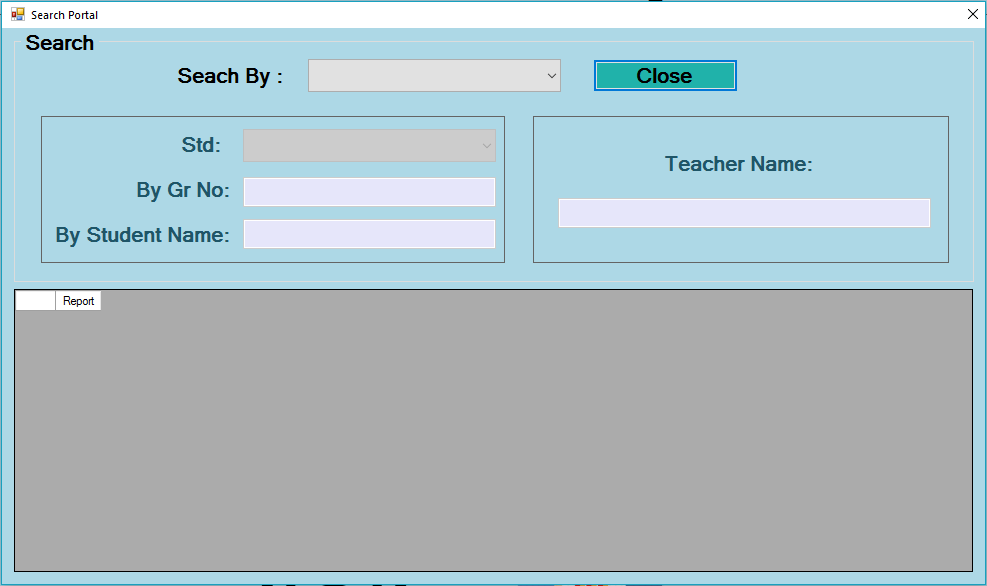 Search Portal
Search
Seach By :
Close
Std:
By Gr No:
By Student Name:
Teacher Name:
Report